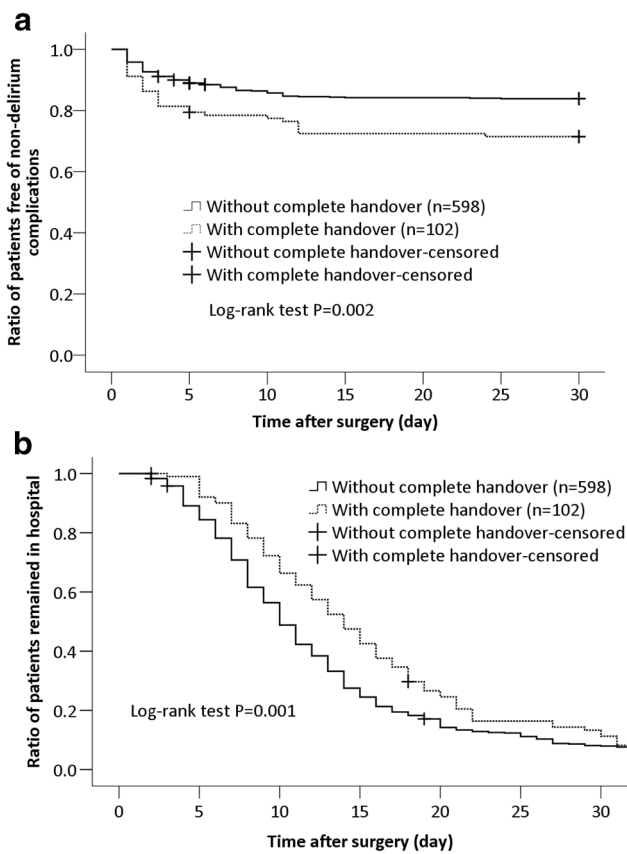 a
Ratio of patients free of non-delirium
complications
1.0
0.8
0.6
0.4
0.2
0.0
Without complete handover (n=598)
With complete handover (n=102)
Without complete handover-censored
With complete handover-censored
Log-rank test P=0.002
0 5 10 15 20 25 30
Time after surgery (day)
b
Ratio of patients remained in hospital
1.0
0.8
0.6
0.4
0.2
0.0
Without complete handover (n=598)
With complete handover (n=102)
Without complete handover-censored
With complete handover-censored
Log-rank test P=0.001
0 5 10 15 20 25 30
Time after surgery (day)